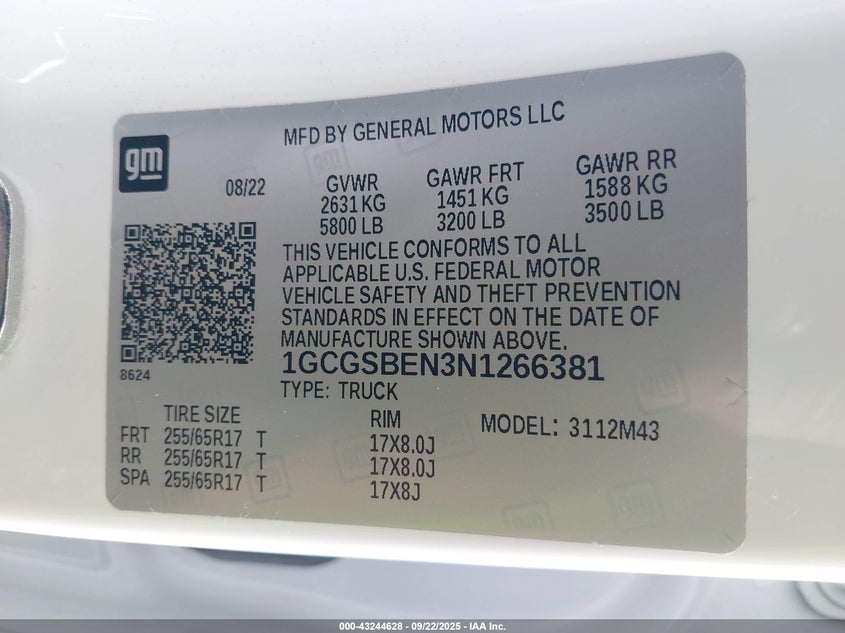 MFD BY GENERAL MOTORS LLC
gm
08/22
GVWR
2631 KG
5800 LB
GAWR FRT
1451 KG
3200 LB
GAWR RR
1588 KG
3500 LB
THIS VEHICLE CONFORMS TO ALL
APPLICABLE U.S. FEDERAL MOTOR
VEHICLE SAFETY AND THEFT PREVENTION
STANDARDS IN EFFECT ON THE DATE OF
MANUFACTURE SHOWN ABOVE.
1GCGSBEN3N1266381
8624
TYPE: TRUCK
TIRE SIZE
RIM
MODEL: 3112M43
FRT 255/65R17 T 17X8.0J
RR 255/65R17 T 17X8.0J
SPA 255/65R17 T 17X8J
000--43244628 - 09/22/2025 - IAA Inc.